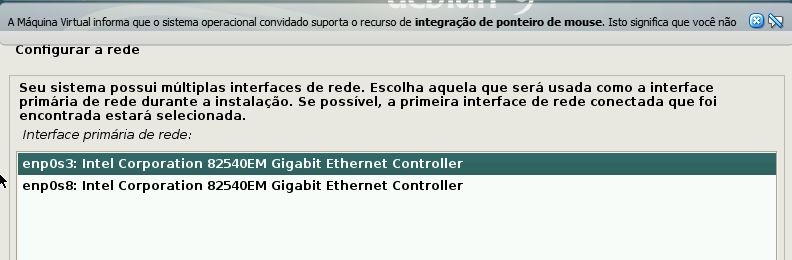 debian 9
A Máquina Virtual informa que o sistema operacional convidado suporta o recurso de integração de ponteiro de mouse. Isto significa que você não
Configurar a rede
Seu sistema possui múltiplas interfaces de rede. Escolha aquela que será usada como a interface
primária de rede durante a instalação. Se possível, a primeira interface de rede conectada que foi
encontrada estará selecionada.
Interface primária de rede:
enp0s3: Intel Corporation 82540EM Gigabit Ethernet Controller
enp0s8: Intel Corporation 82540EM Gigabit Ethernet Controller